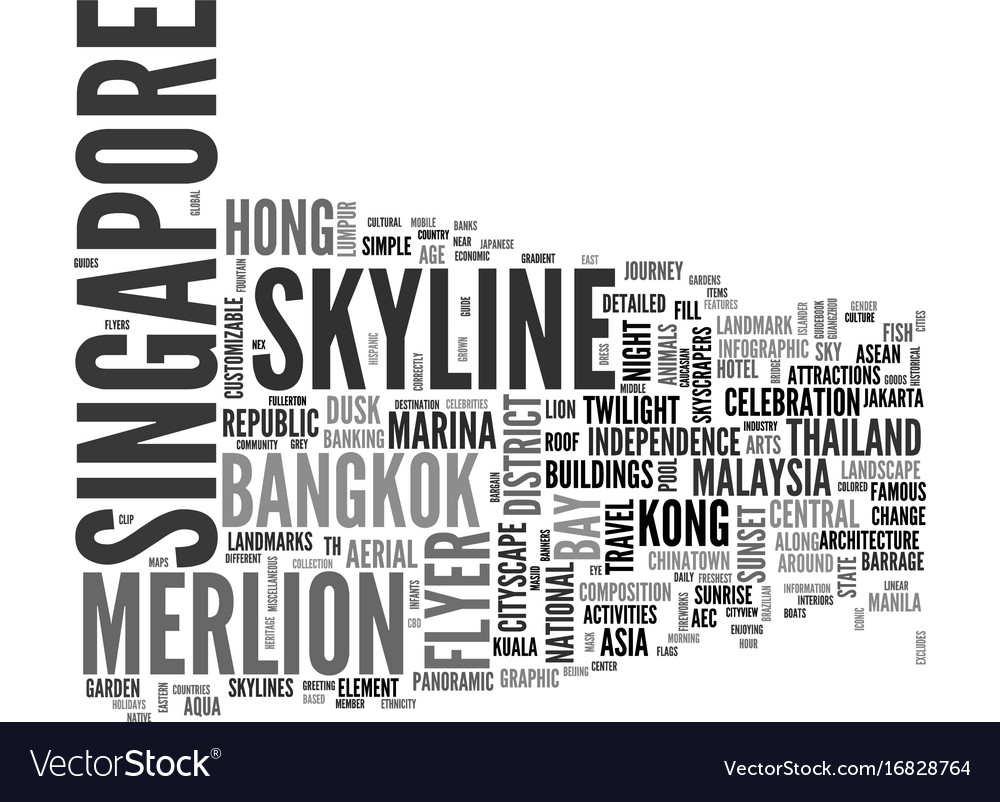 SINGAPORE
GLOBAL
GUIDES
FLYERS
CLIP
MAPS
HONG
LUMPUR
CULTURAL
MOBILE
BANKS
SIMPLE
COUNTRY
AGE
NEAR
JAPANESE
ECONOMIC
GRADIENT
EAST
FOUNTAIN
CUSTOMIZABLE
NEX
SKYLINE
HISPANIC
CORRECTLY
GUIDE
GROWN
DRESS
JOURNEY
GARDENS
ITEMS
FEATURES
DETAILED
FILL
NIGHT
ANIMALS
CAUCASIAN
SKYSCRAPERS
LANDMARK
INFOGRAPHIC
HOTEL
BRIDGE
ISLANDER
GUIDEBOOK
GUANGZHOU
GENDER
CULTURE
FISH
CITIES
SKY
ASEAN
HISTORICAL
ATTRACTIONS
GOODS
MIDDLE
FULLERTON
REPUBLIC
DUSK
DESTINATION
CELEBRITIES
COMMUNITY
GREY
BANKING
MARINA
DISTRICT
LION
TWILIGHT
CELEBRATION
JAKARTA
ROOF
INDEPENDENCE
INDUSTRY
ARTS
THAILAND
BANGKOK
BARGAIN
BUILDINGS
POOL
MALAYSIA
LANDSCAPE
COLORED
FAMOUS
LANDMARKS
TH
AERIAL
DIFFERENT
COLLECTION
FLYER
CITYSCAPE
BANNERS
MASJID
BAY
TRAVEL
KONG
SUNSET
CENTRAL
CHANGE
ALONG
ARCHITECTURE
CHINATOWN
AROUND
BARRAGE
MERLION
MISCELLANEOUS
HERITAGE
INFANTS
CBD
NATIONAL
EYE
COMPOSITION
DAILY
FRESHEST
SUNRISE
BRAZILIAN
INFORMATION
INTERIORS
STATE
LINEAR
MANILA
ACTIVITIES
FIREWORKS
AEC
CITYVIEW
BOATS
ICONIC
KUALA
MASK
ASIA
MORNING
ENJOYING
FLAGS
HOUR
EXCLUDES
CENTER
GARDEN
EASTERN
COUNTRIES
SKYLINES
GREETING
ELEMENT
PANORAMIC
GRAPHIC
BEIJING
HOLIDAYS
AQUA
BASED
MEMBER
ETHNICITY
NATIVE
VectorStock®
VectorStock.com/16828764